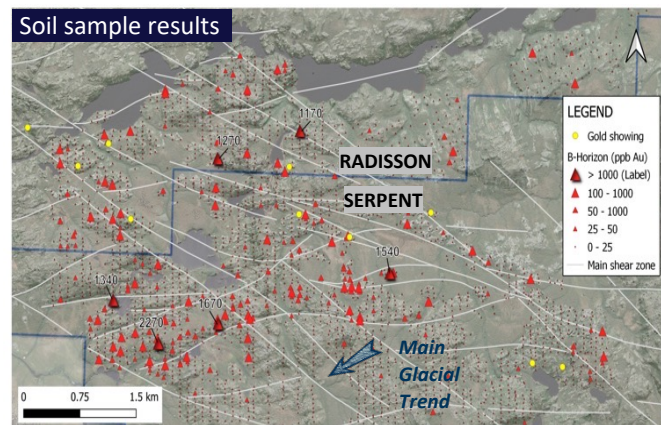 Soil sample results
1170
1270
RADISSON
SERPENT
1540
1340
1670
2270
Main
Glacial
Trend
0 0.75 1.5 km
LEGEND
Gold showing
B-Horizon (ppb Au)
> 1000 (Label)
100 - 1000
50 - 1000
25 - 50
0 - 25
Main shear zone